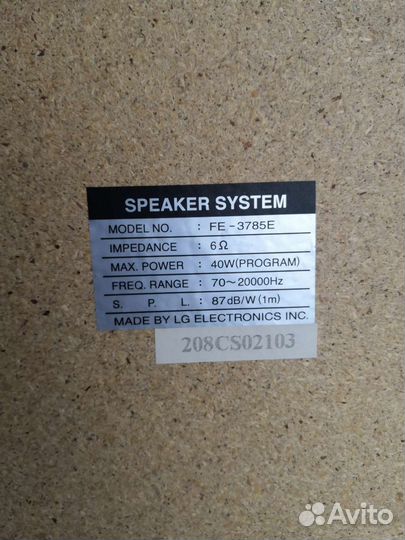 SPEAKER SYSTEM
MODEL NO. : FE-3785E
IMPEDANCE : 6Ω
MAX. POWER : 40W(PROGRAM)
FREQ. RANGE : 70~20000Hz
S. P. L. : 87dB/W(1m)
MADE BY LG ELECTRONICS INC.
208CS02103
Avito